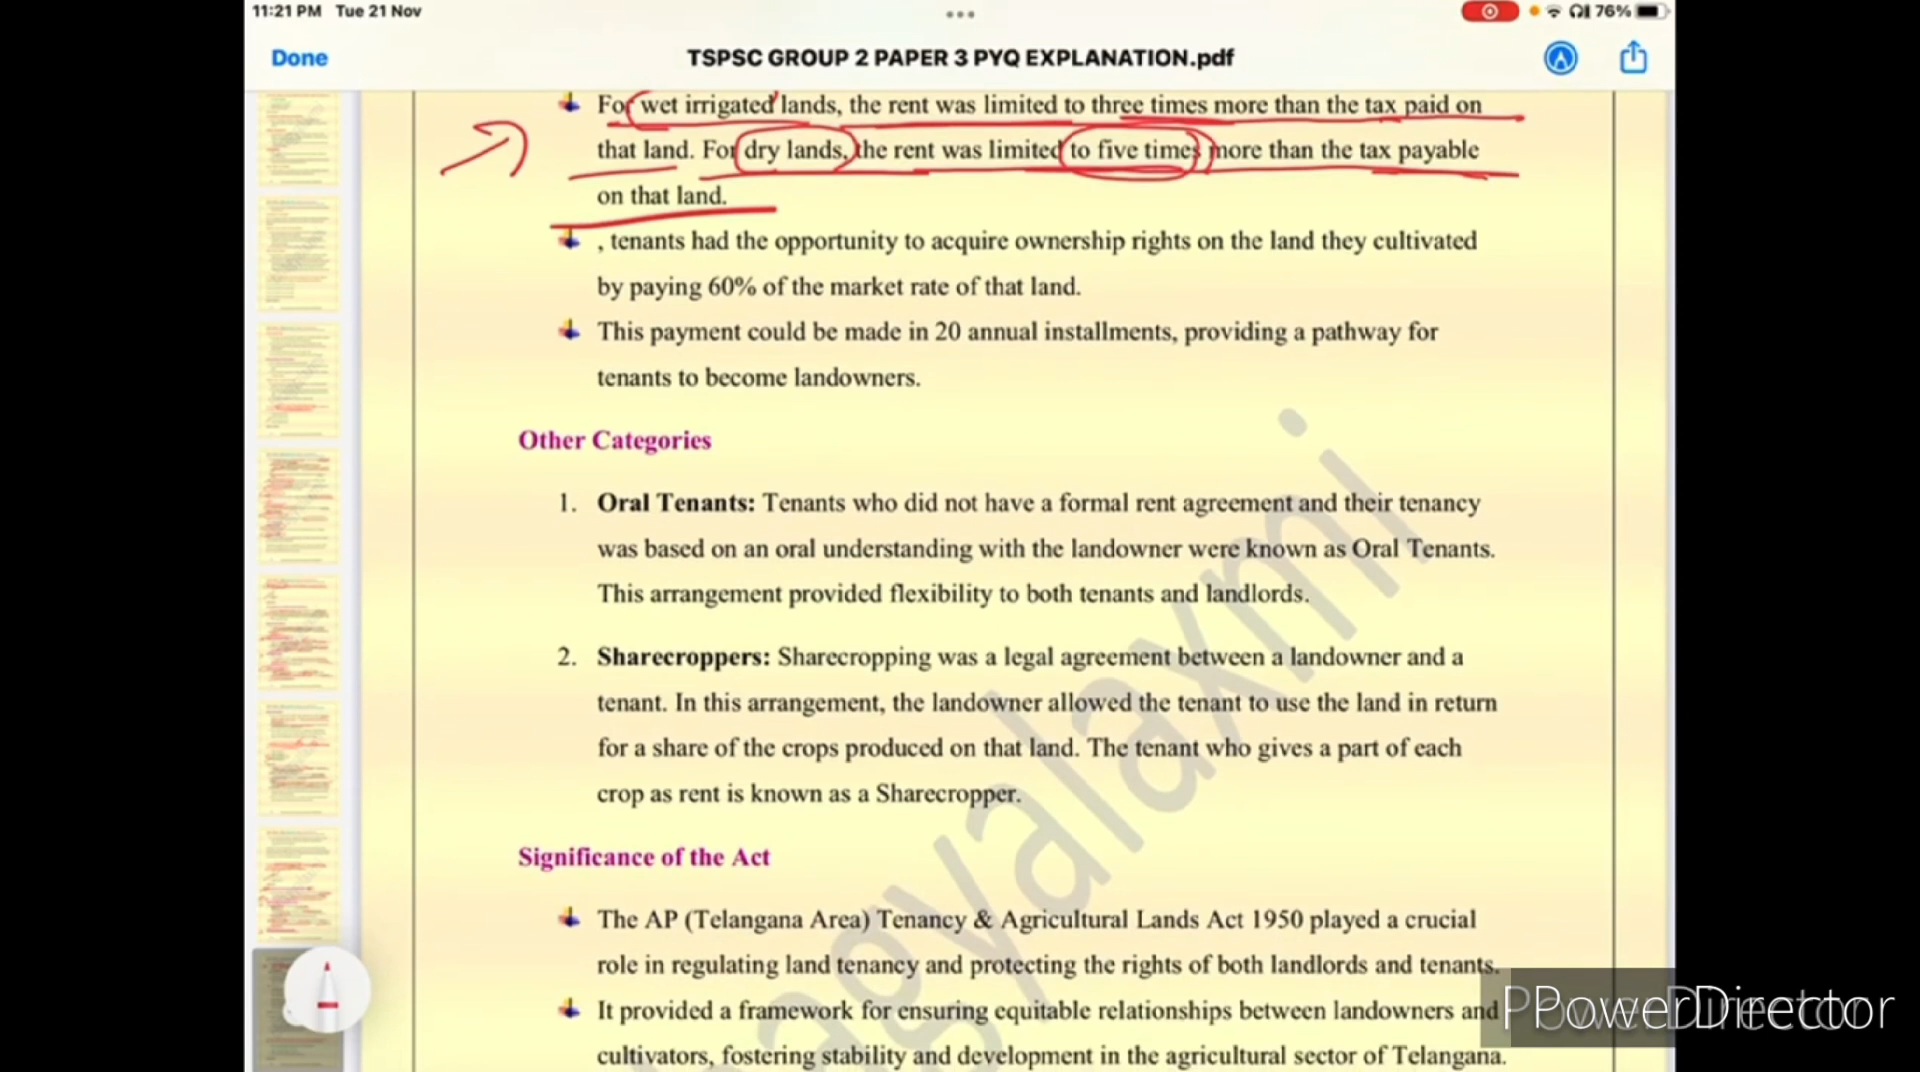 11:21 PM Tue 21 Nov
76%
Done
TSPSC GROUP 2 PAPER 3 PYQ EXPLANATION.pdf
For wet irrigated lands, the rent was limited to three times more than the tax paid on
that land. For dry lands, the rent was limited to five times more than the tax payable
on that land.
, tenants had the opportunity to acquire ownership rights on the land they cultivated
by paying 60% of the market rate of that land.
This payment could be made in 20 annual installments, providing a pathway for
tenants to become landowners.
Other Categories
1. Oral Tenants: Tenants who did not have a formal rent agreement and their tenancy
was based on an oral understanding with the landowner were known as Oral Tenants.
This arrangement provided flexibility to both tenants and landlords.
2. Sharecroppers: Sharecropping was a legal agreement between a landowner and a
tenant. In this arrangement, the landowner allowed the tenant to use the land in return
for a share of the crops produced on that land. The tenant who gives a part of each
crop as rent is known as a Sharecropper.
Significance of the Act
The AP (Telangana Area) Tenancy & Agricultural Lands Act 1950 played a crucial
role in regulating land tenancy and protecting the rights of both landlords and tenants.
It provided a framework for ensuring equitable relationships between landowners and
cultivators, fostering stability and development in the agricultural sector of Telangana.
PowerDirector